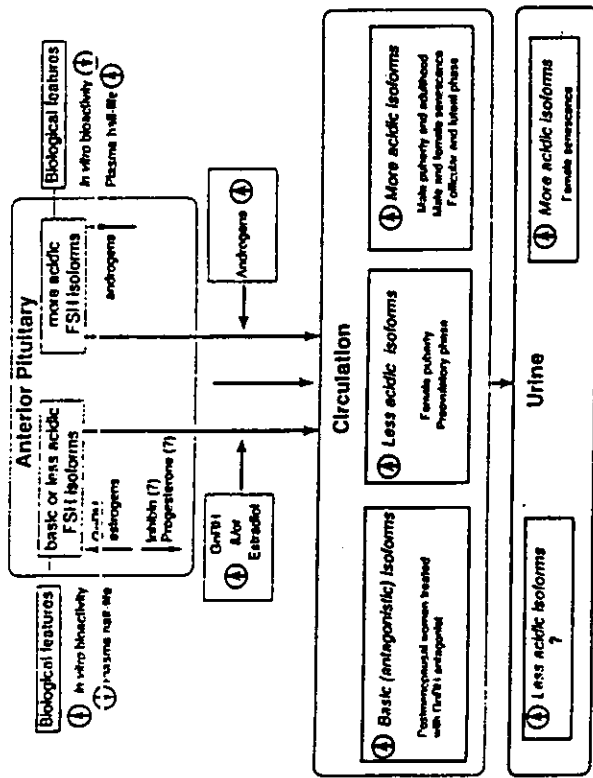 Anterior Pituitary
Biological features
In vitro bioactivity
plasma half-life
basic or less acidic
FSH isoforms
GnRH
estrogens
Inhibin (?)
Progesterone (?)
more acidic
FSH isoforms
androgens
Biological features
In vitro bioactivity
Plasma half-life
GnRH
&/or
Estradiol
Androgens
Circulation
Basic (antagonistic) Isoforms
Postmenopausal women treated
with GnRH antagonist
Less acidic isoforms
Female puberty
Preovulatory phase
More acidic isoforms
Male puberty and adulthood
Male and female senescence
Follicular and luteal phase
Urine
Less acidic isoforms
?
More acidic isoforms
Female senescence